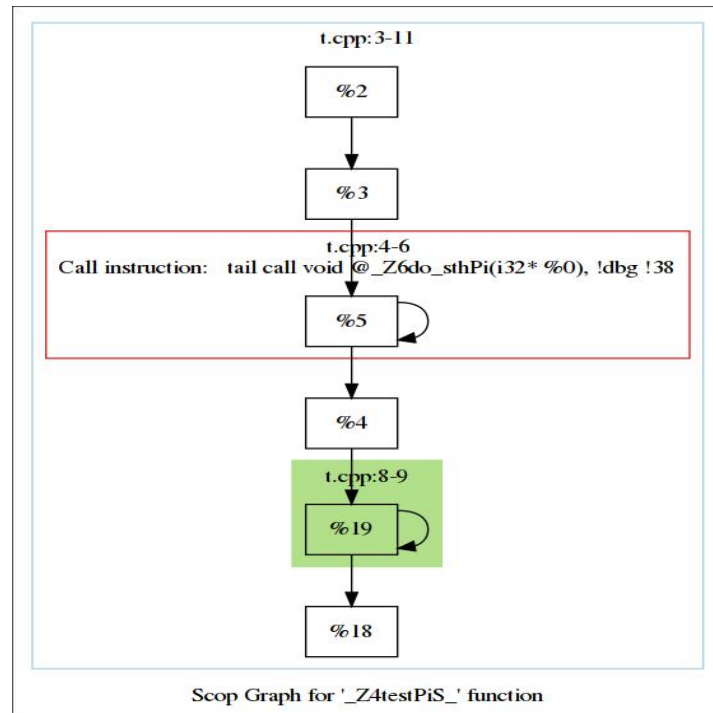 t.cpp:3-11
%2
%3
t.cpp:4-6
Call instruction: tail call void @_Z6do_sthPi(i32* %0), !dbg !38
%5
%4
t.cpp:8-9
%19
%18
Scop Graph for '_Z4testPiS_' function